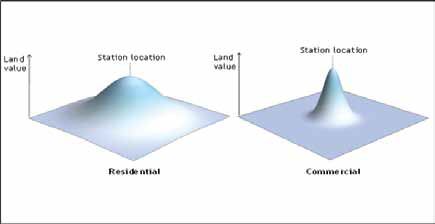 Land
value
Station location
Residential
Land
value
Station location
Commercial